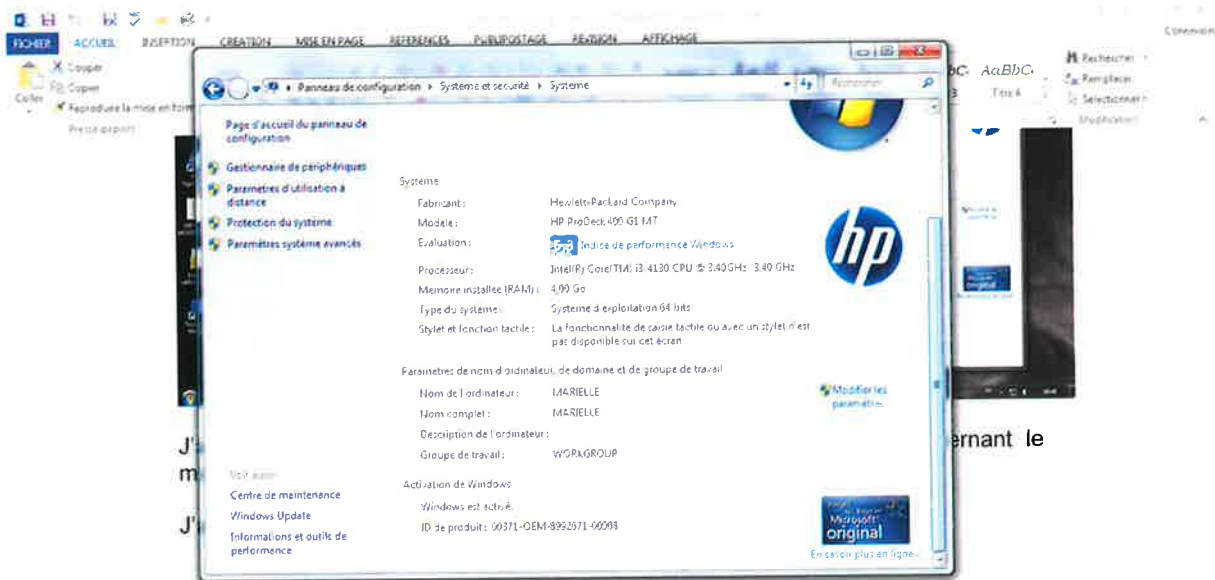 FICHIER ACCUEIL INSERTION CREATION MISE EN PAGE REFERENCES PUBLIPOSTAGE REVISION AFFICHAGE
Connexion
Couper
Copier
Coller
Reproduire la mise en form
Presse-papiers
AaBbC
Titre 4
Rechercher
Remplacer
Sélectionner
Modification
Panneau de configuration Système et sécurité Système
Rechercher
Page d'accueil du panneau de
configuration
Gestionnaire de périphériques
Paramètres d'utilisation à
distance
Protection du système
Paramètres système avancés
Système
Fabricant : Hewlett-Packard Company
Modèle : HP ProDesk 400 G1 MT
Evaluation : Indice de performance Windows
Processeur : Intel(R) Core(TM) i3-4130 CPU @ 3.40GHz 3.40 GHz
Mémoire installée (RAM) : 4,00 Go
Type du système : Système d'exploitation 64 bits
Stylet et fonction tactile : La fonctionnalité de saisie tactile ou avec un stylet n'est
pas disponible sur cet écran
hp
Paramètres de nom d'ordinateur, de domaine et de groupe de travail
Nom de l'ordinateur : MARIELLE
Modifier les
paramètres
Nom complet : MARIELLE
Description de l'ordinateur :
Groupe de travail : WORKGROUP
Voir aussi
Centre de maintenance
Windows Update
Informations et outils de
performance
Activation de Windows
Windows est activé.
ID de produit : 00371-OEM-8992671-00008
Microsoft
original
En savoir plus en ligne...
J'
ernant le
m
J'